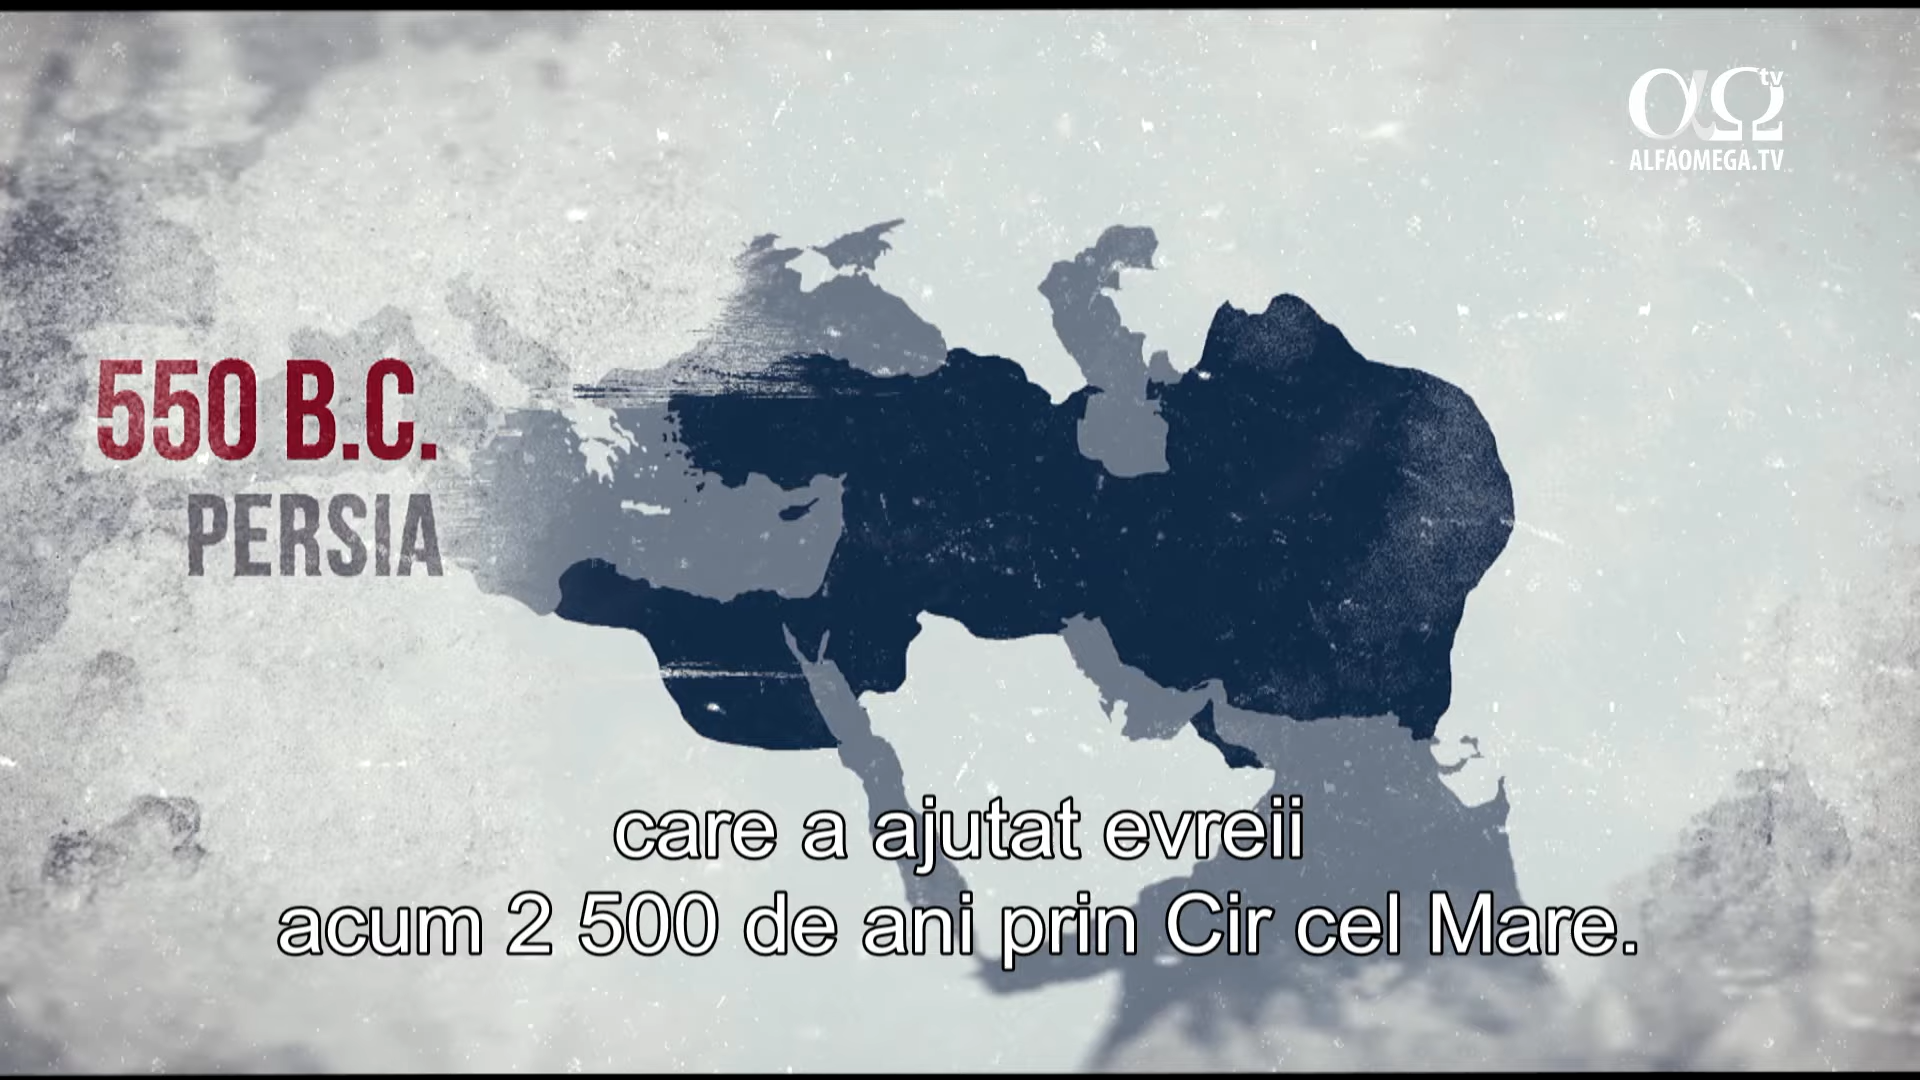 αΩ tv
ALFAOMEGA.TV
550 B.C.
PERSIA
care a ajutat evreii
acum 2 500 de ani prin Cir cel Mare.